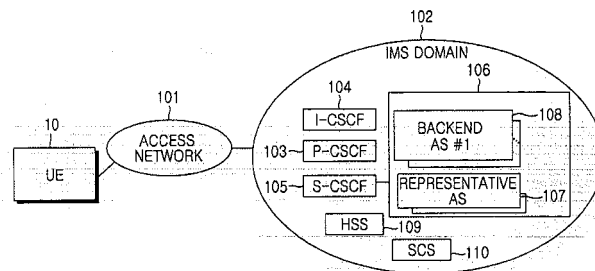 102
IMS DOMAIN
104
106
101
10
I-CSCF
108
BACKEND
AS #1
ACCESS
NETWORK
103
P-CSCF
UE
105
S-CSCF
REPRESENTATIVE
AS
107
HSS
109
SCS
110